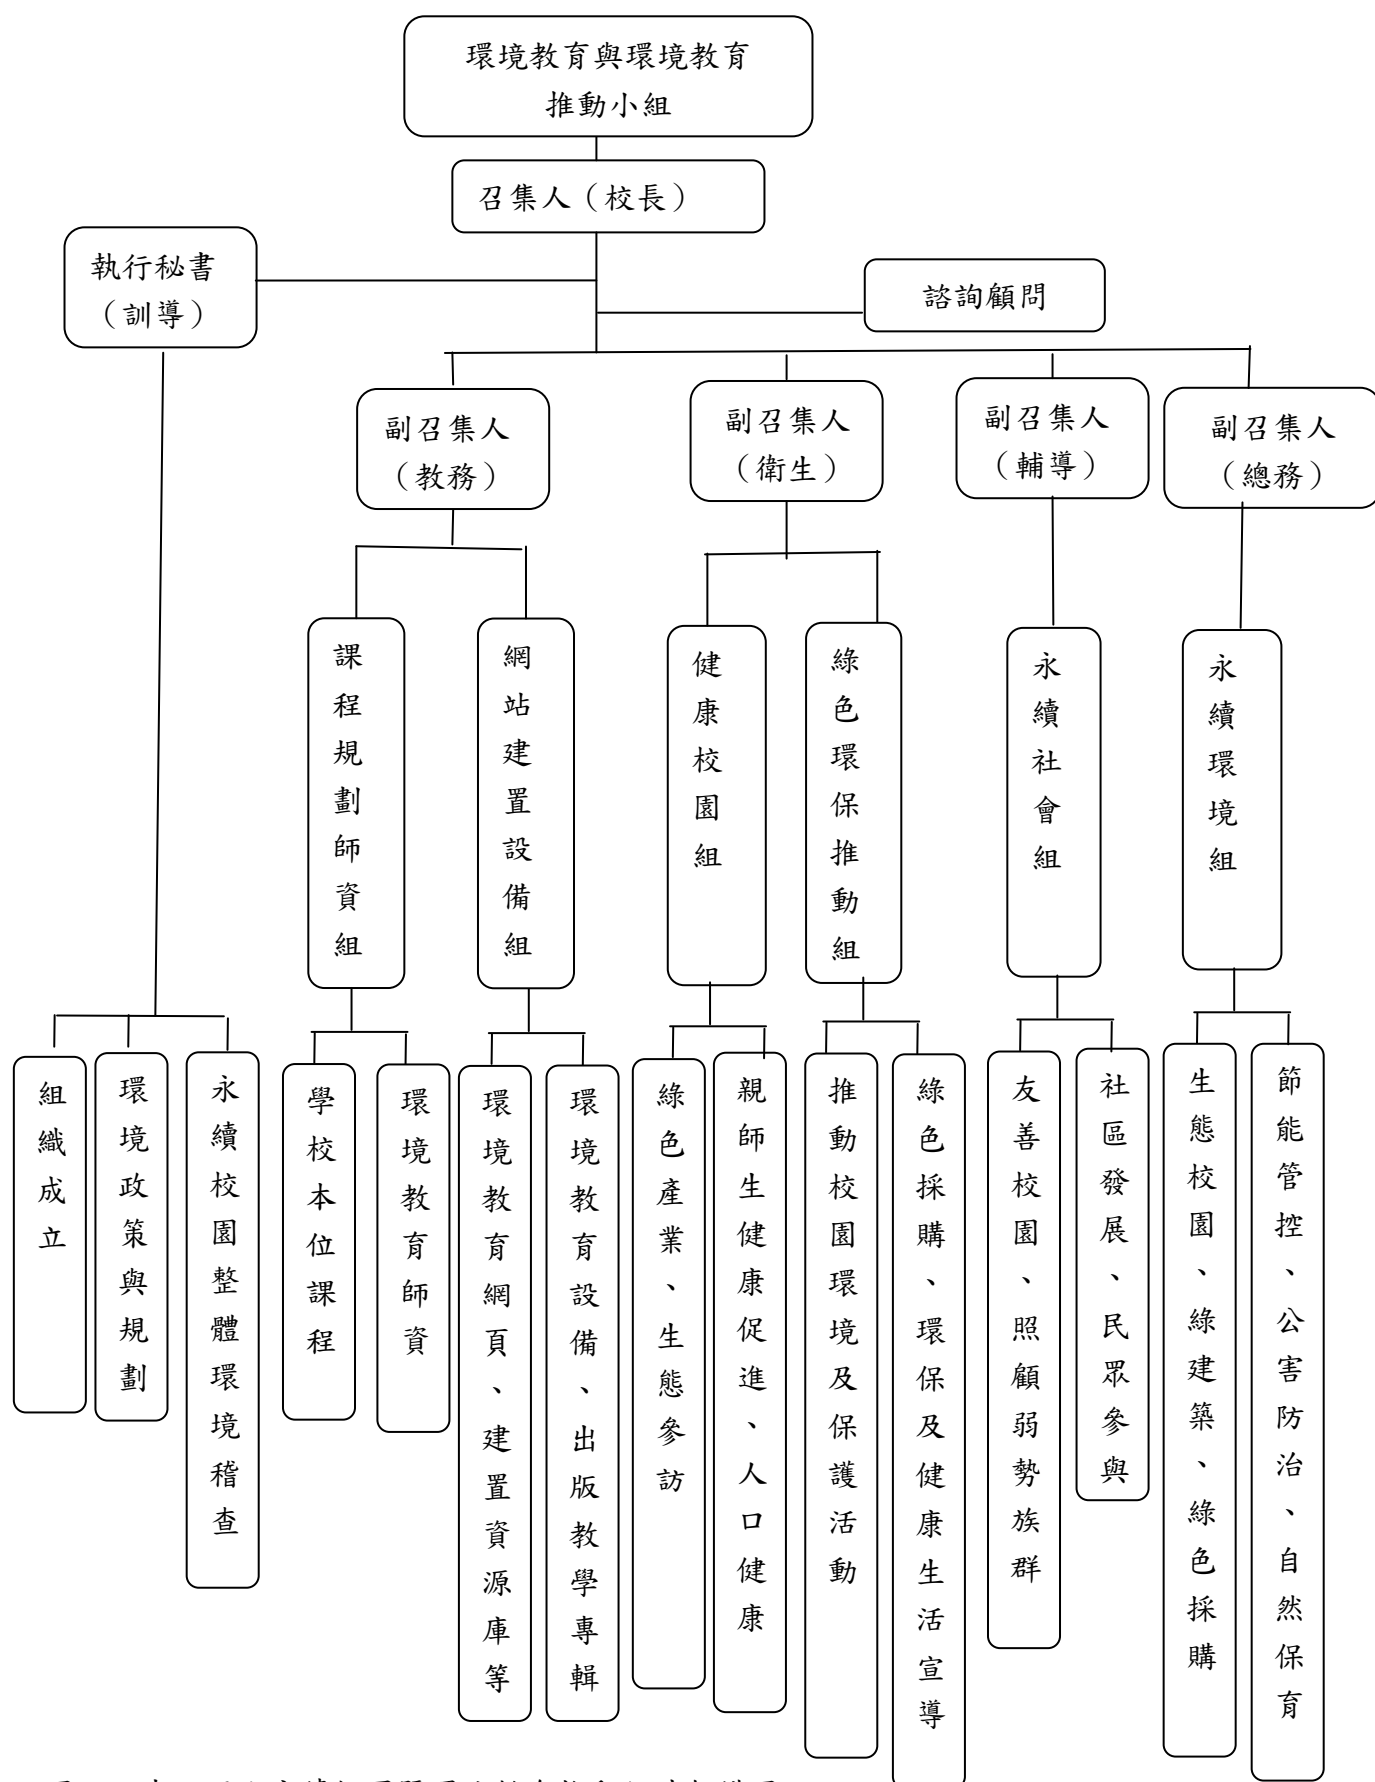 環境教育與環境教育
推動小組
召集人（校長）
執行秘書
（訓導）
諮詢顧問
副召集人
（教務）
副召集人
（衛生）
副召集人
（輔導）
副召集人
（總務）
課程規劃師資組
網站建置設備組
健康校園組
綠色環保推動組
永續社會組
永續環境組
組織成立
環境政策與規劃
永續校園整體環境稽查
學校本位課程
環境教育師資
環境教育網頁、建置資源庫等
環境教育設備、出版教學專輯
綠色產業、生態參訪
親師生健康促進、人口健康
推動校園環境及保護活動
綠色採購、環保及健康生活宣導
友善校園、照顧弱勢族群
社區發展、民眾參與
生態校園、綠建築、綠色採購
節能管控、公害防治、自然保育